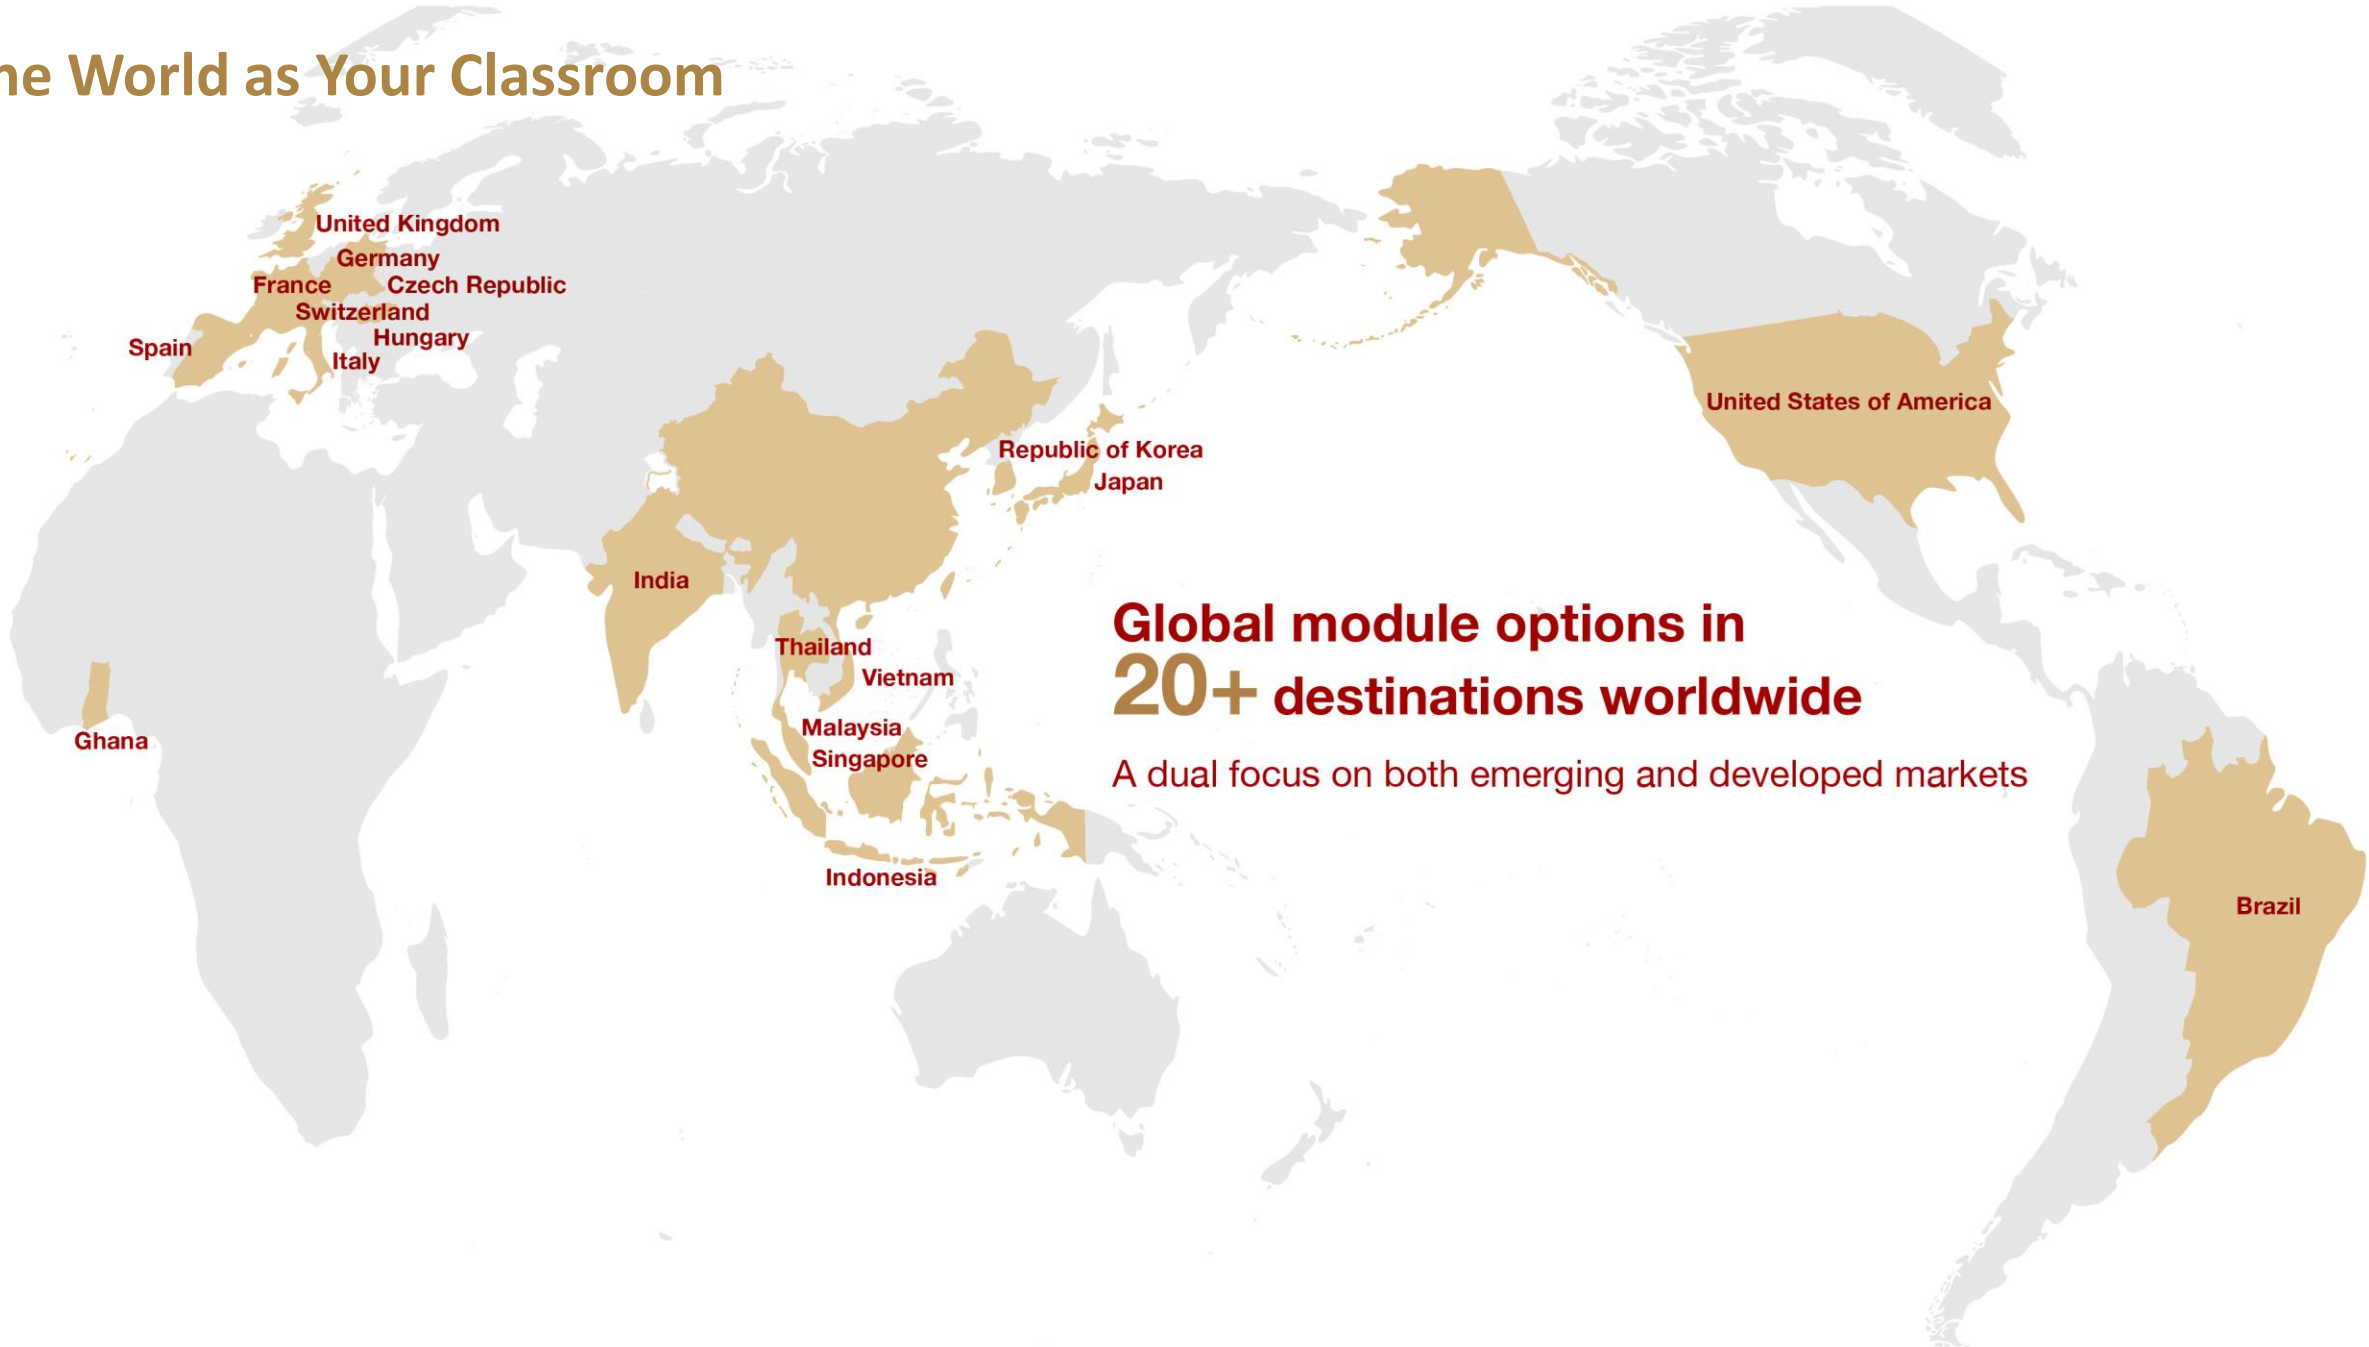 he World as Your Classroom
United Kingdom
Germany
France
Czech Republic
Switzerland
Hungary
Spain
Italy
United States of America
Republic of Korea
Japan
India
Global module options in
20+ destinations worldwide
A dual focus on both emerging and developed markets
Thailand
Vietnam
Malaysia
Singapore
Indonesia
Ghana
Brazil